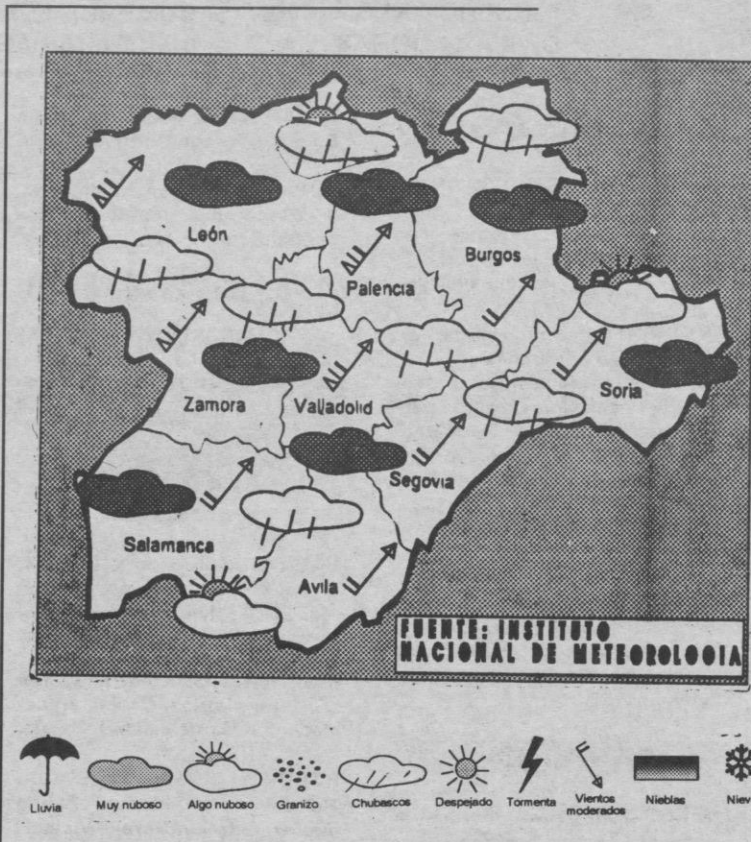 León
Palencia
Burgos
Zamora
Valladolid
Soria
Segovia
Salamanca
Avila
FUENTE: INSTITUTO
NACIONAL DE METEOROLOGIA
Lluvia
Muy nuboso
Algo nuboso
Granizo
Chubascos
Despejado
Tormenta
Vientos
moderados
Nieblas
Niev